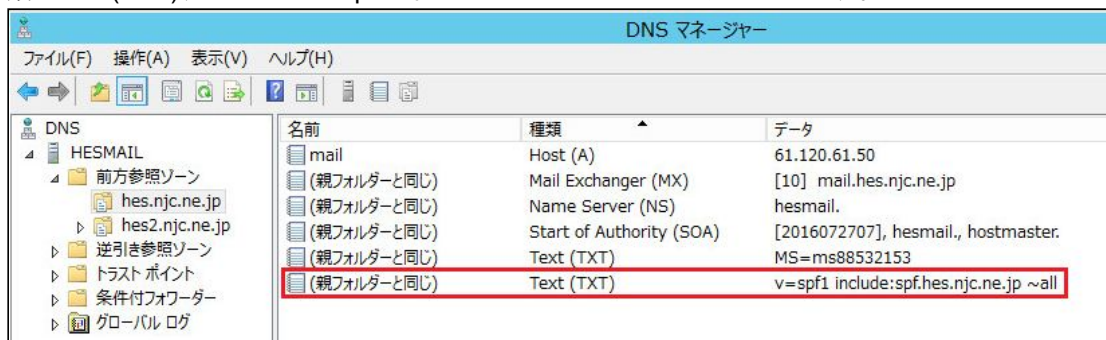 DNS マネージャー
ファイル(F) 操作(A) 表示(V) ヘルプ(H)
DNS
HESMAIL
前方参照ゾーン
hes.njc.ne.jp
hes2.njc.ne.jp
逆引き参照ゾーン
トラスト ポイント
条件付フォワーダー
グローバル ログ
名前 種類 データ
mail Host (A) 61.120.61.50
(親フォルダーと同じ) Mail Exchanger (MX) [10] mail.hes.njc.ne.jp
(親フォルダーと同じ) Name Server (NS) hesmail.
(親フォルダーと同じ) Start of Authority (SOA) [2016072707], hesmail., hostmaster.
(親フォルダーと同じ) Text (TXT) MS=ms88532153
(親フォルダーと同じ) Text (TXT) v=spf1 include:spf.hes.njc.ne.jp ~all